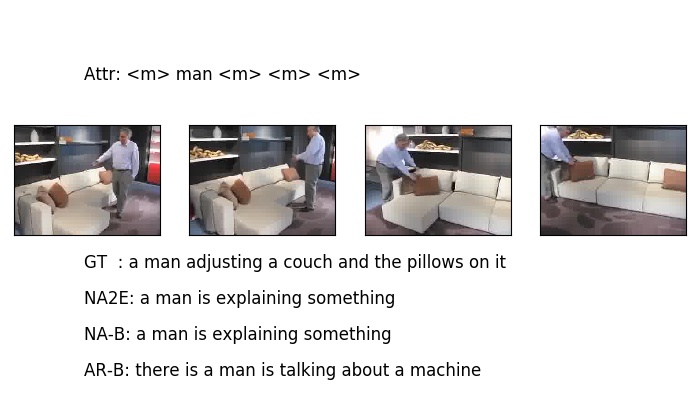 Attr: <m> man <m> <m> <m>
GT : a man adjusting a couch and the pillows on it
NA2E: a man is explaining something
NA-B: a man is explaining something
AR-B: there is a man is talking about a machine